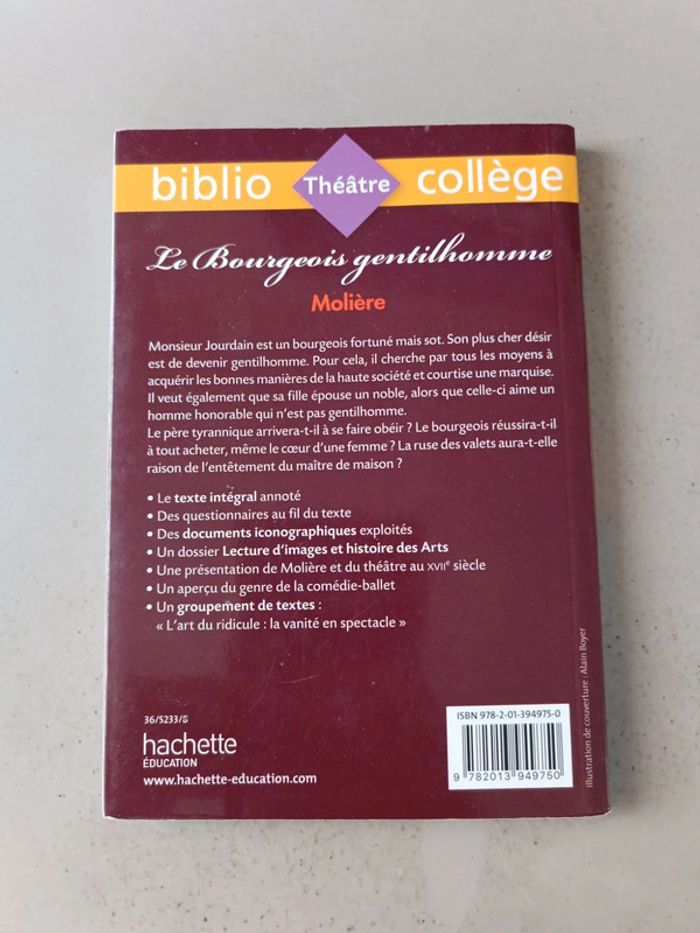 biblio Théâtre collège
Le Bourgeois gentilhomme
Molière
Monsieur Jourdain est un bourgeois fortuné mais sot. Son plus cher désir
est de devenir gentilhomme. Pour cela, il cherche par tous les moyens à
acquérir les bonnes manières de la haute société et courtise une marquise.
Il veut également que sa fille épouse un noble, alors que celle-ci aime un
homme honorable qui n'est pas gentilhomme.
Le père tyrannique arrivera-t-il à se faire obéir ? Le bourgeois réussira-t-il
à tout acheter, même le cœur d'une femme ? La ruse des valets aura-t-elle
raison de l'entêtement du maître de maison ?
• Le texte intégral annoté
• Des questionnaires au fil du texte
• Des documents iconographiques exploités
• Un dossier Lecture d'images et histoire des Arts
• Une présentation de Molière et du théâtre au XVIIe siècle
• Un aperçu du genre de la comédie-ballet
• Un groupement de textes :
« L'art du ridicule : la vanité en spectacle »
36/5233/8
hachette
ÉDUCATION
www.hachette-education.com
ISBN 978-2-01-394975-0
9 782013 949750
Illustration de couverture : Alain Boyer